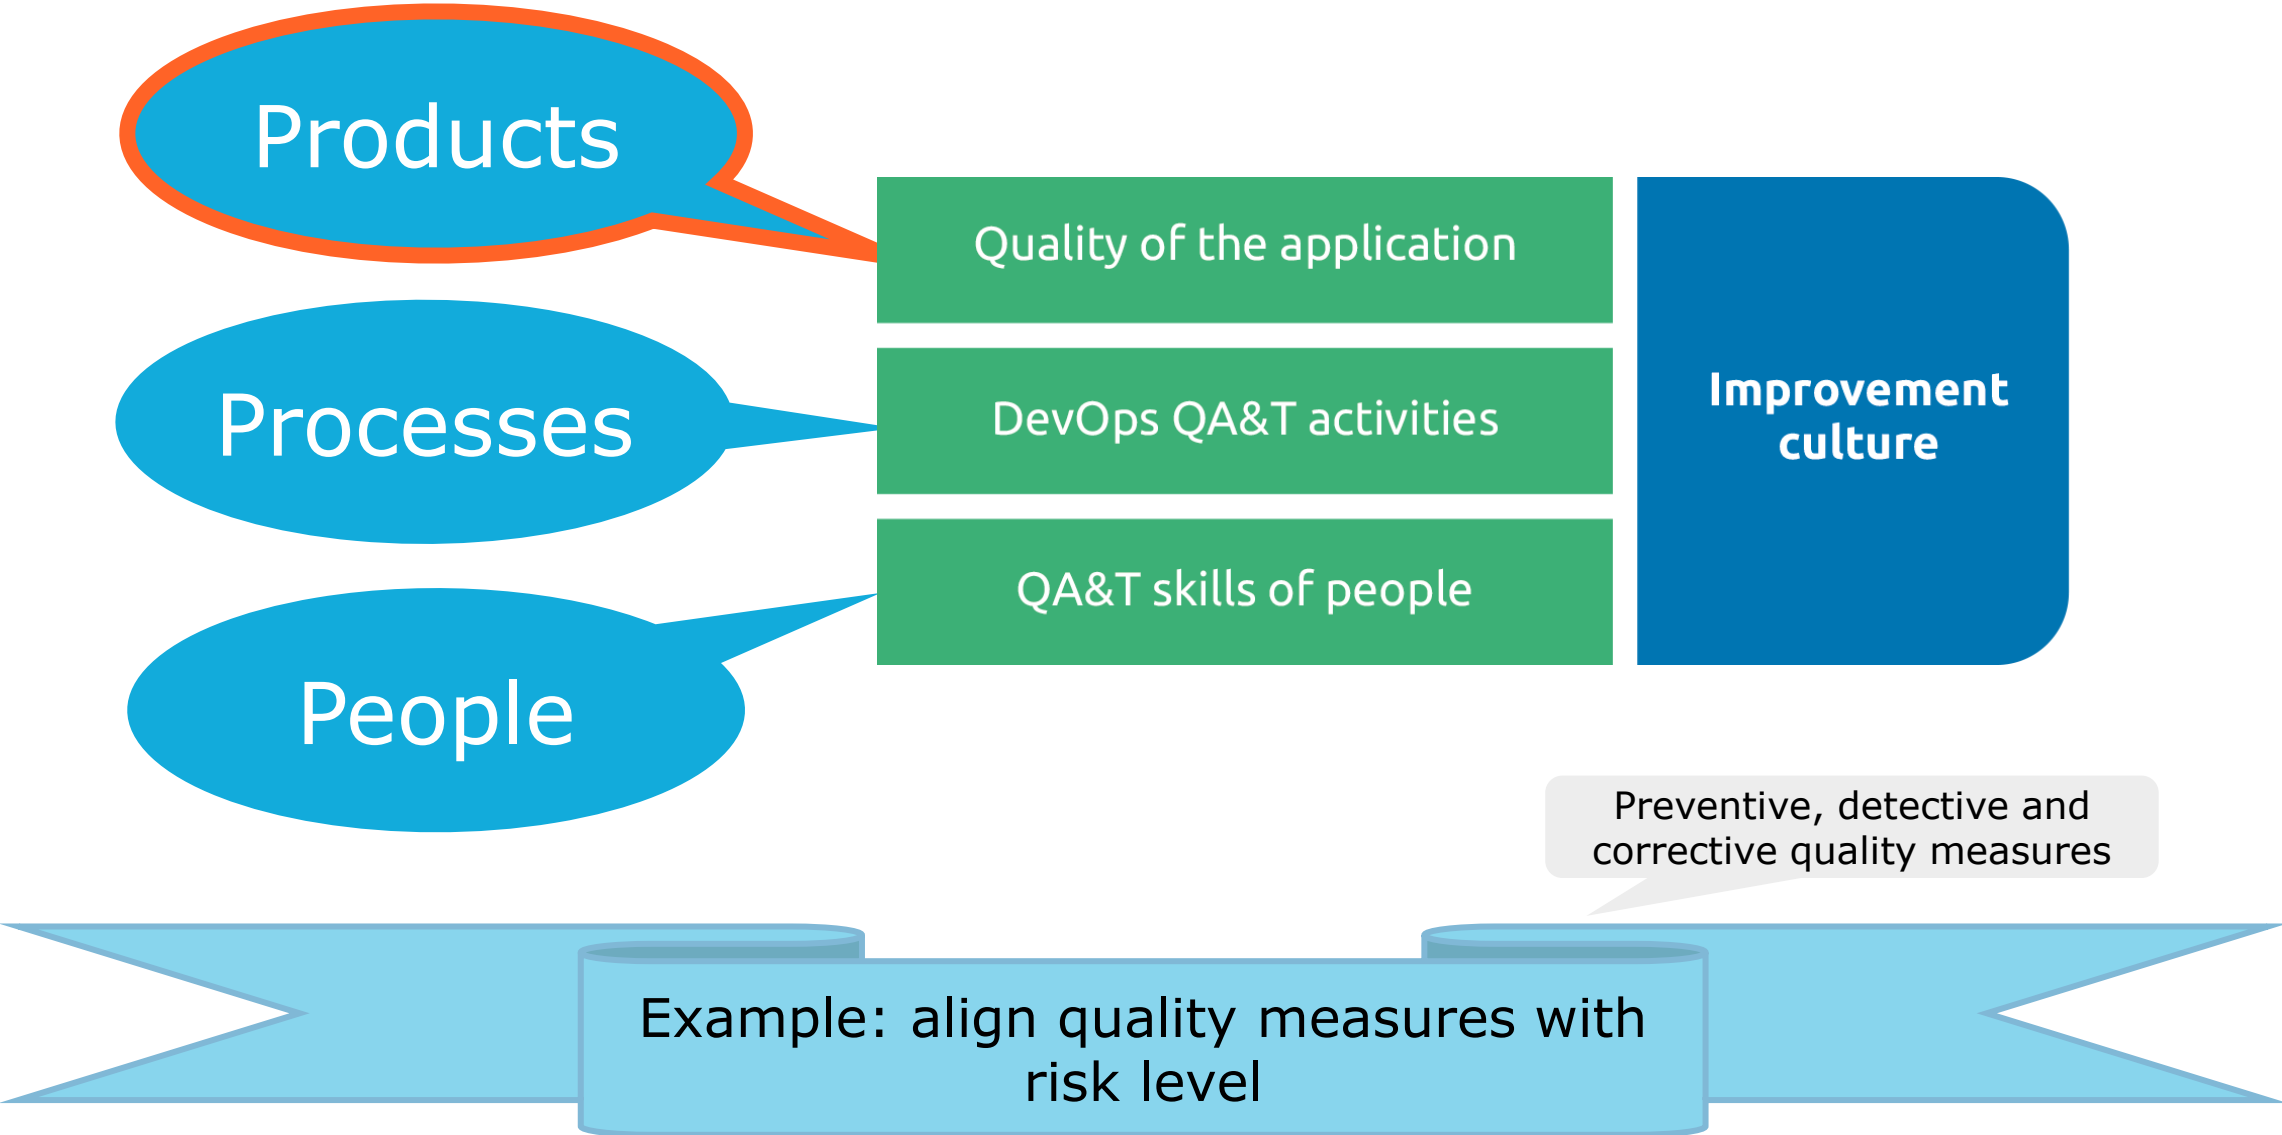 Products
Quality of the application
Processes
DevOps QA&T activities
Improvement
culture
QA&T skills of people
People
Preventive, detective and
corrective quality measures
Example: align quality measures with
risk level